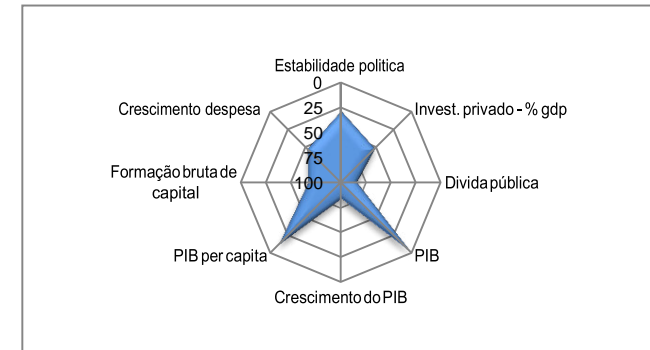 Estabilidade politica
0
25
50
75
100
Invest. privado - % gdp
Divida pública
PIB
Crescimento do PIB
PIB per capita
Formação bruta de
capital
Crescimento despesa